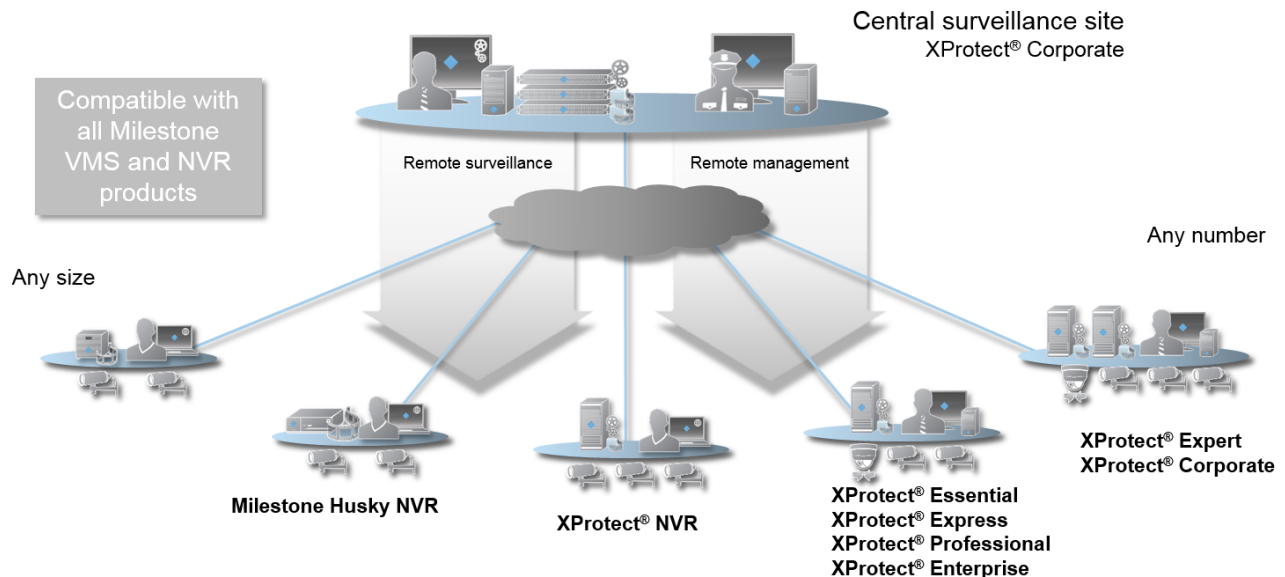 Central surveillance site
XProtect® Corporate
Compatible with
all Milestone
VMS and NVR
products
Remote surveillance
Remote management
Any number
Any size
XProtect® Expert
XProtect® Corporate
Milestone Husky NVR
XProtect® NVR
XProtect® Essential
XProtect® Express
XProtect® Professional
XProtect® Enterprise